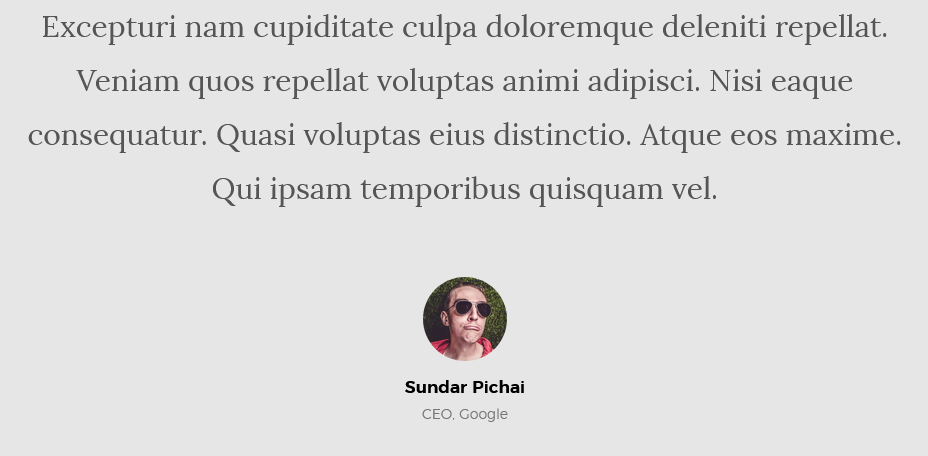 Excepturi nam cupiditate culpa doloremque deleniti repellat.
Veniam quos repellat voluptas animi adipisci. Nisi eaque
consequatur. Quasi voluptas eius distinctio. Atque eos maxime.
Qui ipsam temporibus quisquam vel.
Sundar Pichai
CEO, Google